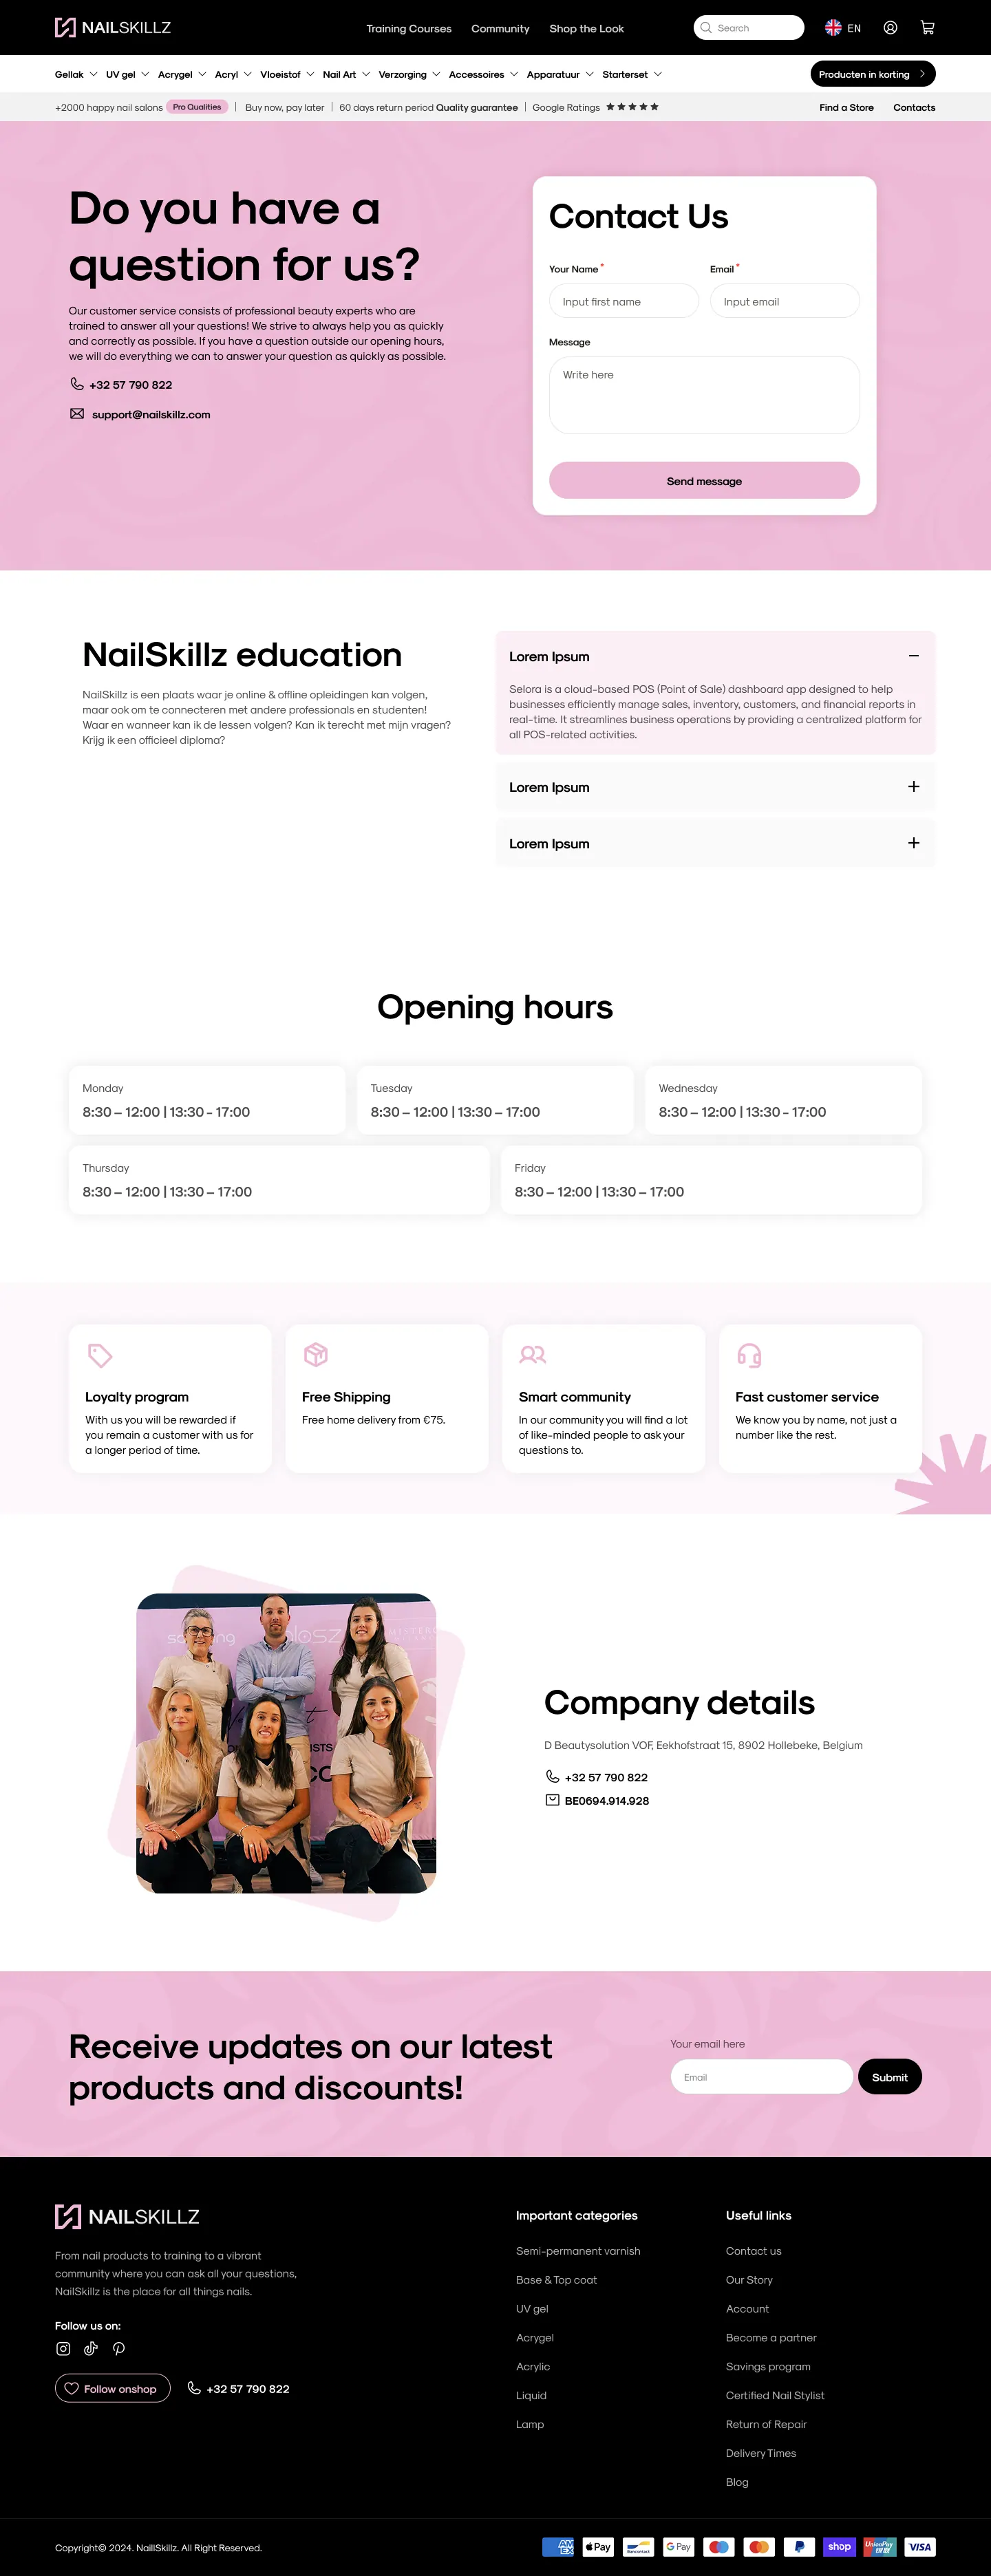 NAILSKILLZ
Training Courses Community Shop the Look
Search
EN
Gellak UV gel Acrygel Acryl Vloeistof Nail Art Verzorging Accessoires Apparatuur Starterset
Producten in korting
+2000 happy nail salons Pro Qualities | Buy now, pay later | 60 days return period Quality guarantee | Google Ratings ★★★★★
Find a Store Contacts
Do you have a
question for us?
Our customer service consists of professional beauty experts who are
trained to answer all your questions! We strive to always help you as quickly
and correctly as possible. If you have a question outside our opening hours,
we will do everything we can to answer your question as quickly as possible.
+32 57 790 822
support@nailskillz.com
Contact Us
Your Name * Email *
Input first name Input email
Message
Write here
Send message
NailSkillz education
NailSkillz is een plaats waar je online & offline opleidingen kan volgen,
maar ook om te connecteren met andere professionals en studenten!
Waar en wanneer kan ik de lessen volgen? Kan ik terecht met mijn vragen?
Krijg ik een officieel diploma?
Lorem Ipsum
Selora is a cloud-based POS (Point of Sale) dashboard app designed to help
businesses efficiently manage sales, inventory, customers, and financial reports in
real-time. It streamlines business operations by providing a centralized platform for
all POS-related activities.
Lorem Ipsum
Lorem Ipsum
Opening hours
Monday
8:30 – 12:00 | 13:30 - 17:00
Tuesday
8:30 – 12:00 | 13:30 – 17:00
Wednesday
8:30 – 12:00 | 13:30 - 17:00
Thursday
8:30 – 12:00 | 13:30 – 17:00
Friday
8:30 – 12:00 | 13:30 – 17:00
Loyalty program
With us you will be rewarded if
you remain a customer with us for
a longer period of time.
Free Shipping
Free home delivery from €75.
Smart community
In our community you will find a lot
of like-minded people to ask your
questions to.
Fast customer service
We know you by name, not just a
number like the rest.
Company details
D Beautysolution VOF, Eekhofstraat 15, 8902 Hollebeke, Belgium
+32 57 790 822
BE0694.914.928
Receive updates on our latest
products and discounts!
Your email here
Email
Submit
NAILSKILLZ
From nail products to training to a vibrant
community where you can ask all your questions,
NailSkillz is the place for all things nails.
Follow us on:
Follow onshop
+32 57 790 822
Important categories
Semi-permanent varnish
Base & Top coat
UV gel
Acrygel
Acrylic
Liquid
Lamp
Useful links
Contact us
Our Story
Account
Become a partner
Savings program
Certified Nail Stylist
Return of Repair
Delivery Times
Blog
Copyright© 2024. NaillSkillz. All Right Reserved.
AMEX Pay Bancontact G Pay PayPal shop UnionPay 银联 VISA